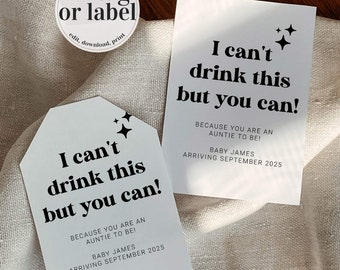 or label
edit, download, print
I can't
drink this
but you can!
BECAUSE YOU ARE AN
AUNTIE TO BE!
BABY JAMES
ARRIVING SEPTEMBER 2025
I can't
drink this
but you can!
BECAUSE YOU ARE AN
AUNTIE TO BE!
BABY JAMES
ARRIVING SEPTEMBER 2025